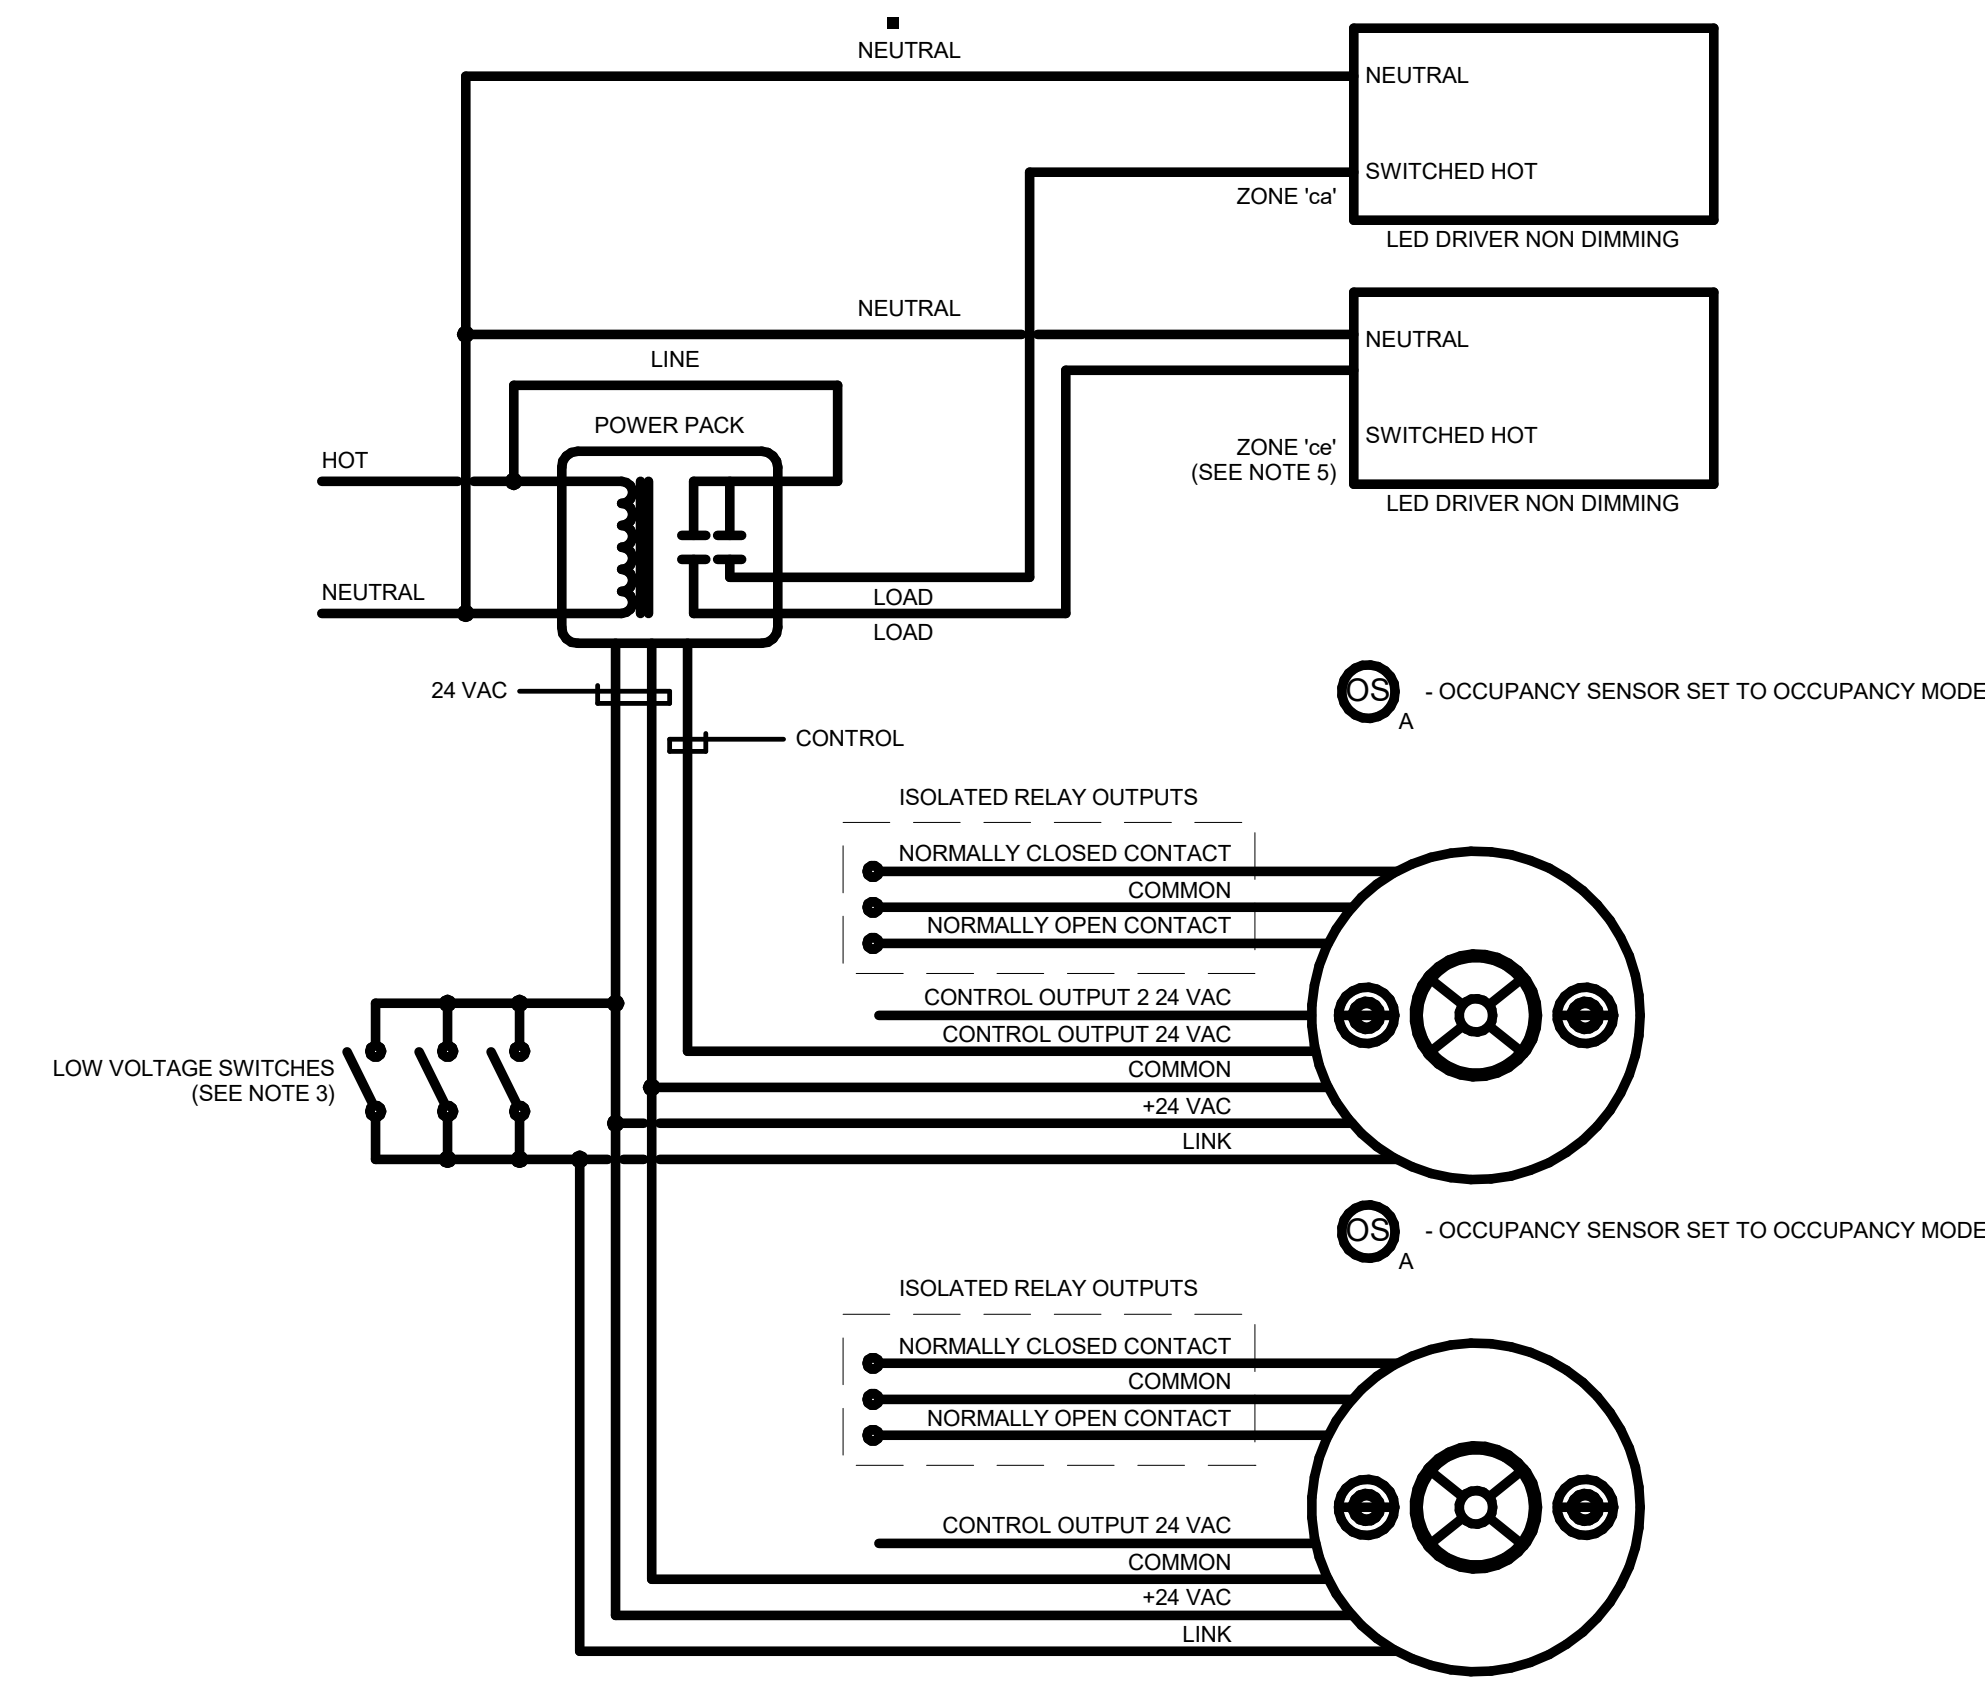 NEUTRAL
NEUTRAL
SWITCHED HOT
ZONE 'ca'
LED DRIVER NON DIMMING
NEUTRAL
NEUTRAL
LINE
POWER PACK
SWITCHED HOT
ZONE 'ce'
(SEE NOTE 5)
HOT
LED DRIVER NON DIMMING
NEUTRAL
LOAD
LOAD
24 VAC
OS
A
- OCCUPANCY SENSOR SET TO OCCUPANCY MODE
CONTROL
ISOLATED RELAY OUTPUTS
NORMALLY CLOSED CONTACT
COMMON
NORMALLY OPEN CONTACT
CONTROL OUTPUT 2 24 VAC
CONTROL OUTPUT 24 VAC
LOW VOLTAGE SWITCHES
(SEE NOTE 3)
COMMON
+24 VAC
LINK
OS
A
- OCCUPANCY SENSOR SET TO OCCUPANCY MODE
ISOLATED RELAY OUTPUTS
NORMALLY CLOSED CONTACT
COMMON
NORMALLY OPEN CONTACT
CONTROL OUTPUT 24 VAC
COMMON
+24 VAC
LINK